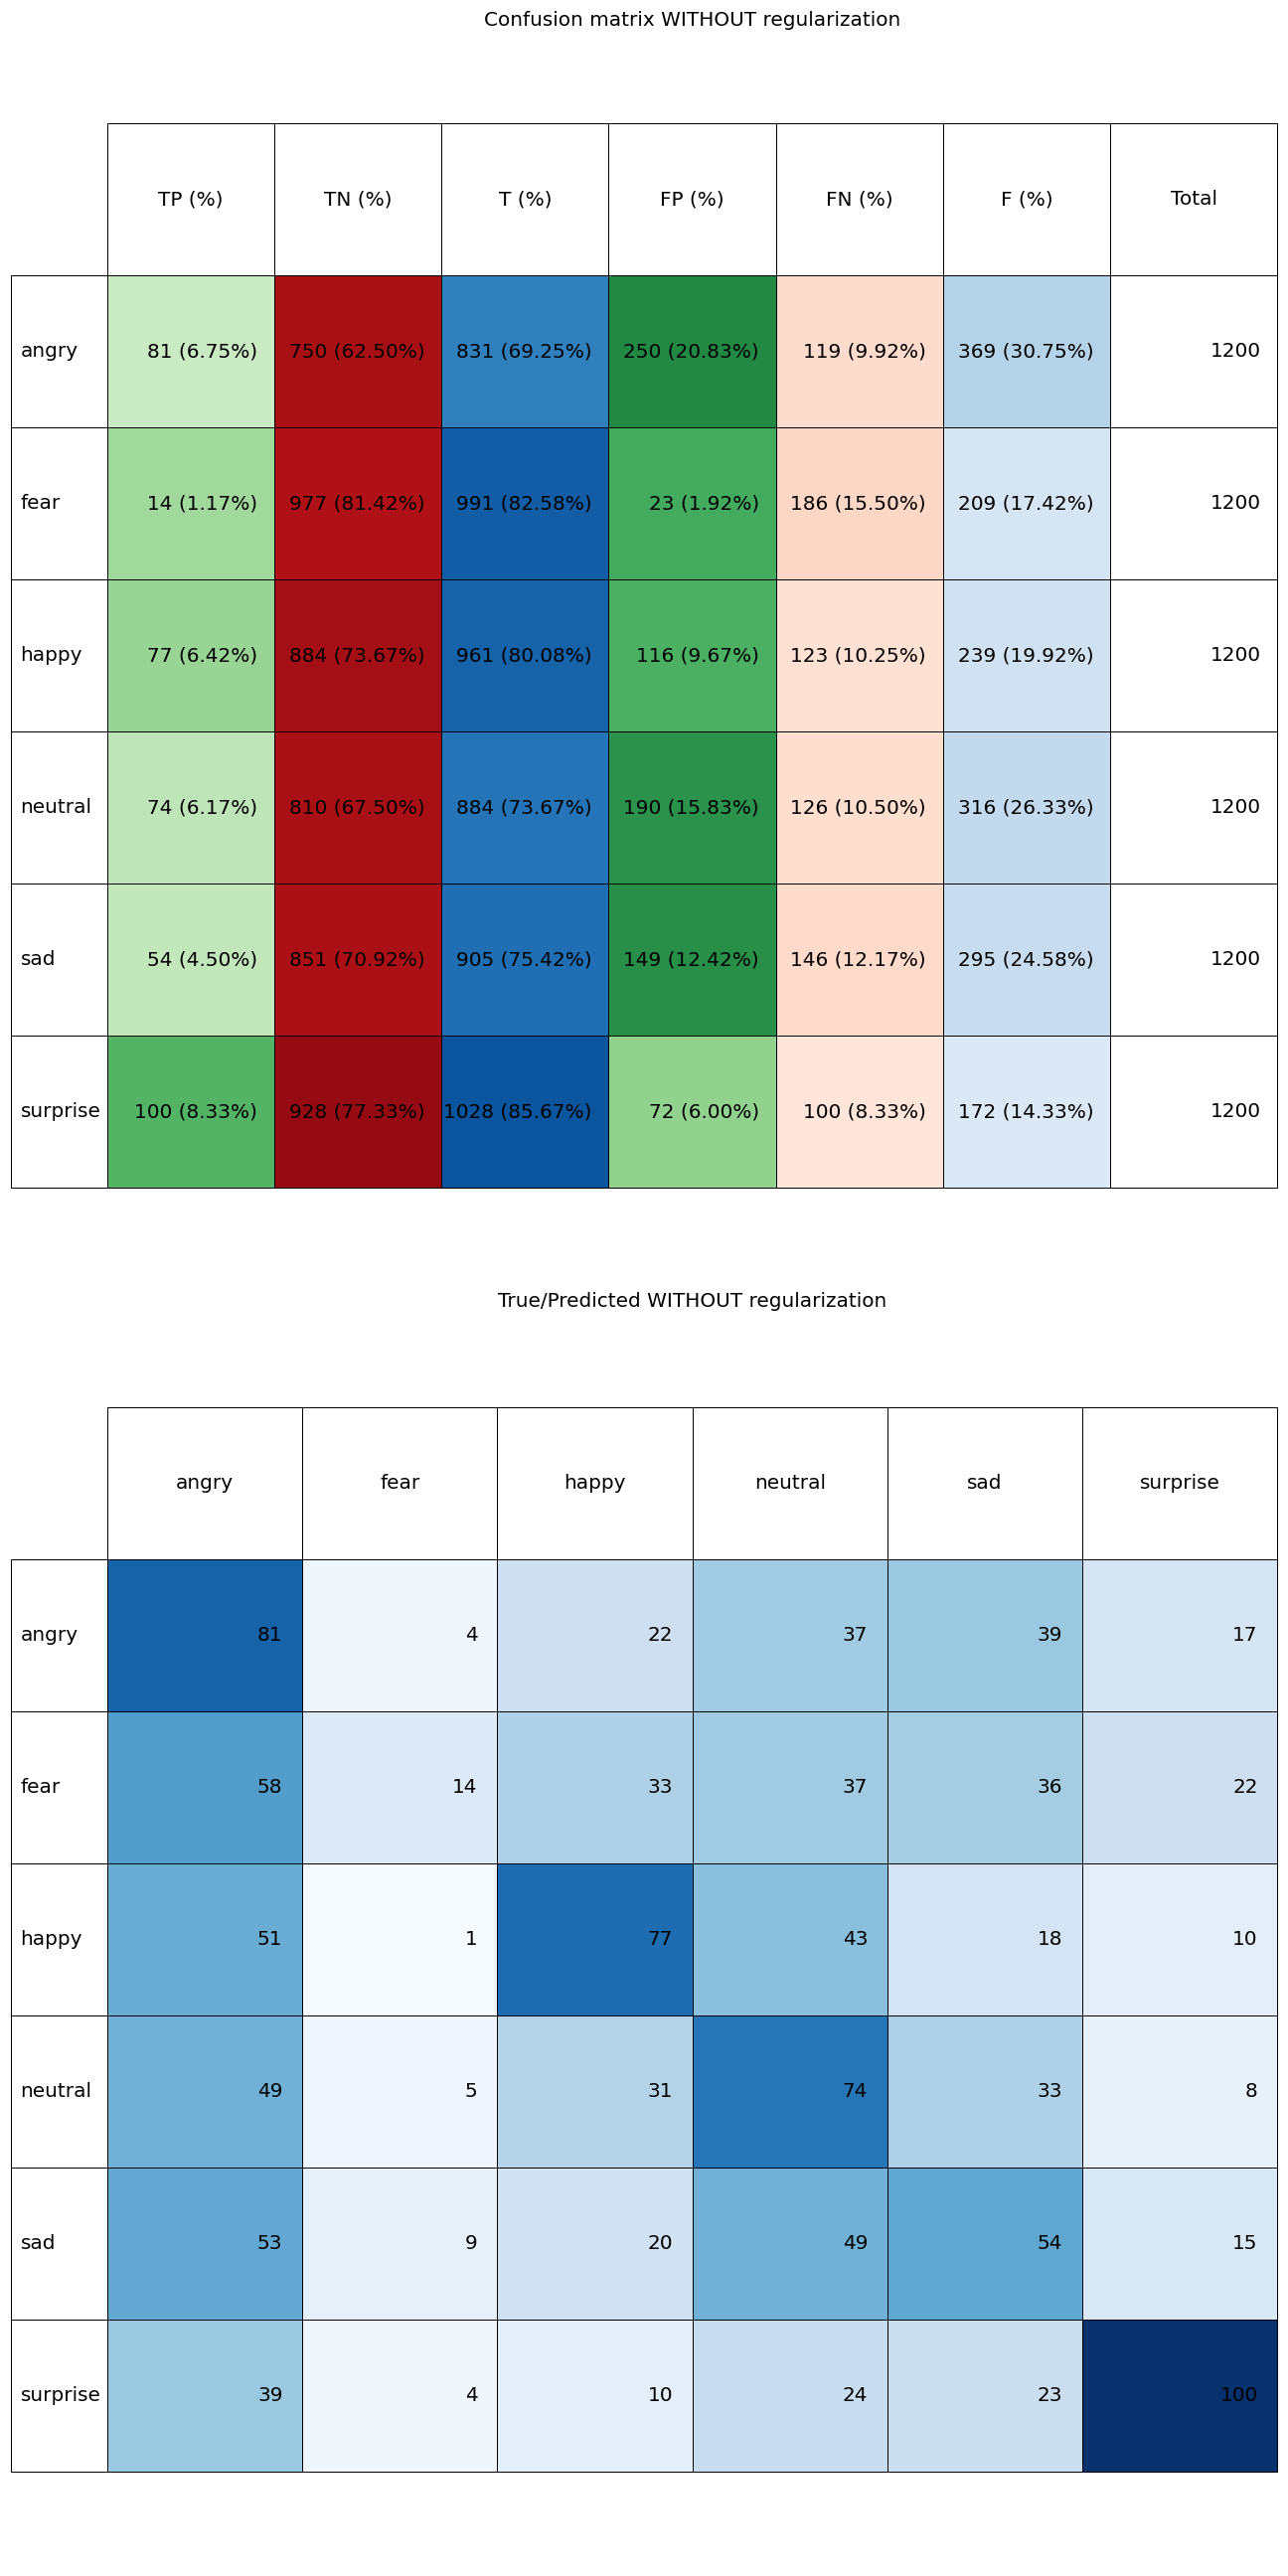 Confusion matrix WITHOUT regularization
TP (%) TN (%) T (%) FP (%) FN (%) F (%) Total
angry 81 (6.75%) 750 (62.50%) 831 (69.25%) 250 (20.83%) 119 (9.92%) 369 (30.75%) 1200
fear 14 (1.17%) 977 (81.42%) 991 (82.58%) 23 (1.92%) 186 (15.50%) 209 (17.42%) 1200
happy 77 (6.42%) 884 (73.67%) 961 (80.08%) 116 (9.67%) 123 (10.25%) 239 (19.92%) 1200
neutral 74 (6.17%) 810 (67.50%) 884 (73.67%) 190 (15.83%) 126 (10.50%) 316 (26.33%) 1200
sad 54 (4.50%) 851 (70.92%) 905 (75.42%) 149 (12.42%) 146 (12.17%) 295 (24.58%) 1200
surprise 100 (8.33%) 928 (77.33%) 1028 (85.67%) 72 (6.00%) 100 (8.33%) 172 (14.33%) 1200
True/Predicted WITHOUT regularization
angry fear happy neutral sad surprise
angry 81 4 22 37 39 17
fear 58 14 33 37 36 22
happy 51 1 77 43 18 10
neutral 49 5 31 74 33 8
sad 53 9 20 49 54 15
surprise 39 4 10 24 23 100